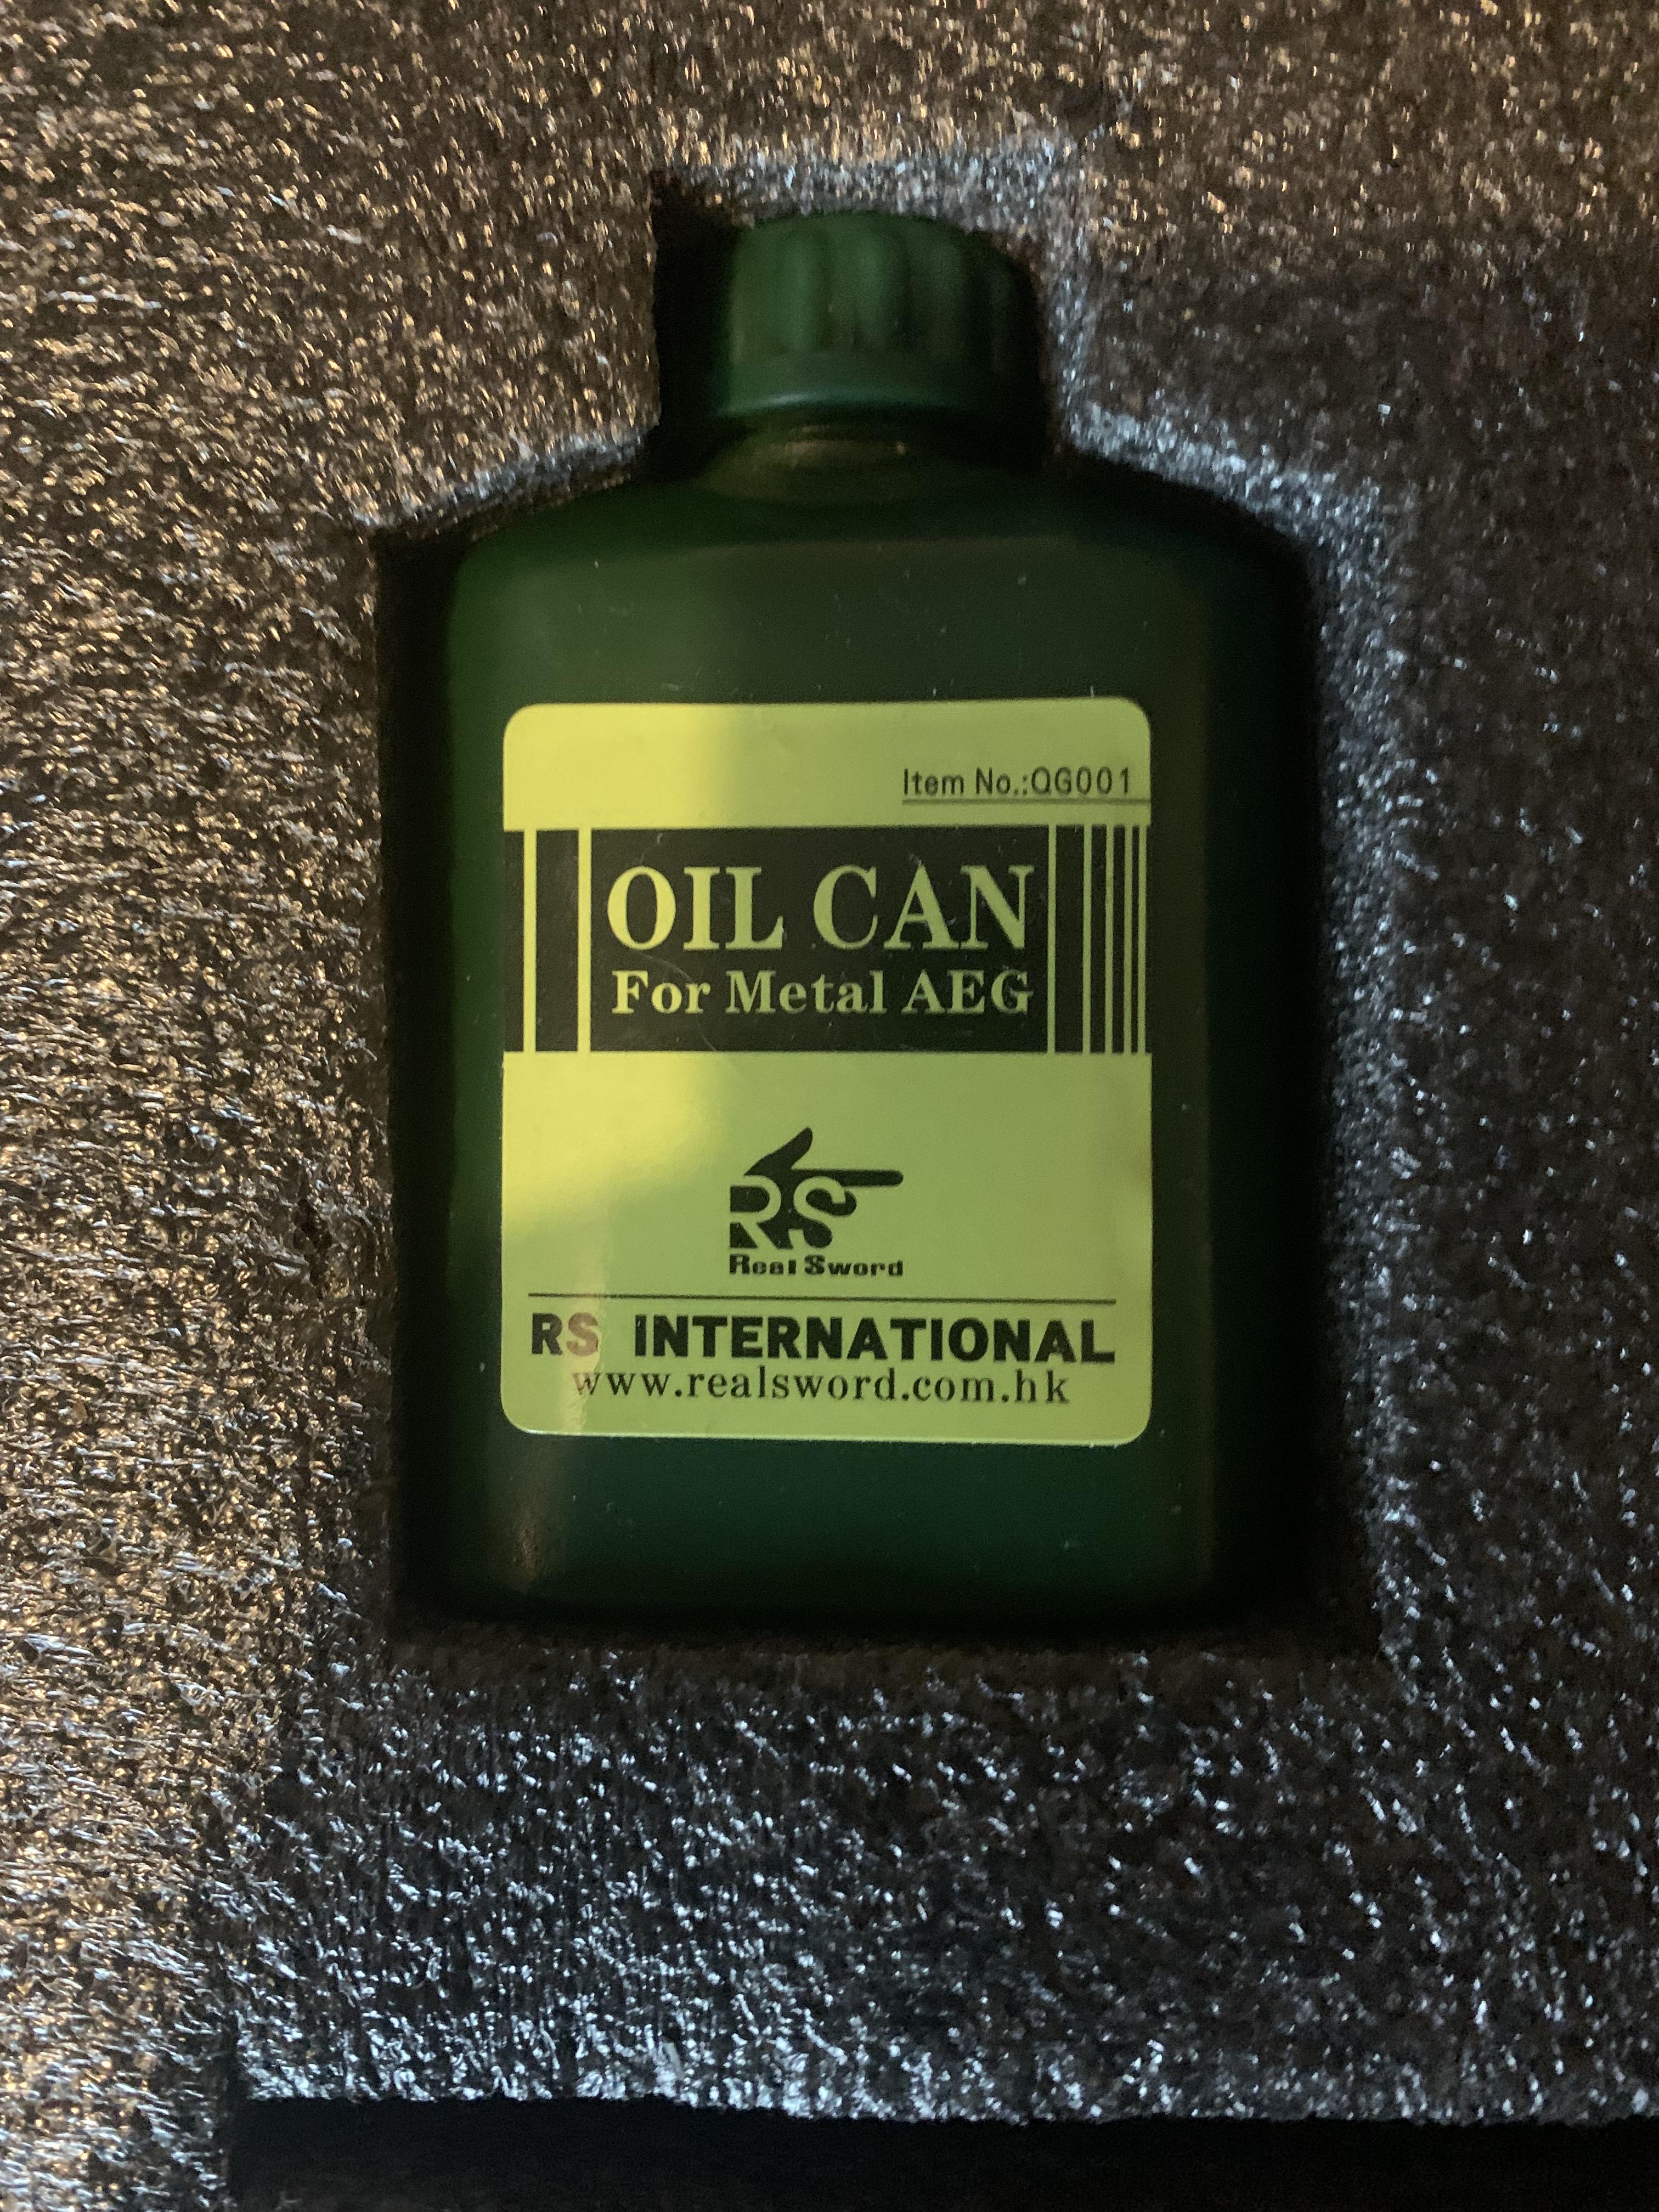 Item No.:QG001
OIL CAN
For Metal AEG
RS
Real Sword
RS INTERNATIONAL
www.realsword.com.hk